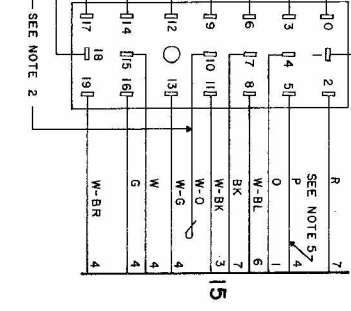 0 2 R 7
1
SEE NOTE 5
3 5 P 4
4 O 1
6 8 W-BL 6
7 BK 7
9 11 W-BK 3
15
10 W-O
12 13 W-G 4
W 4
14 16 G 4
15
18
17 19 W-BR 4
SEE NOTE 2